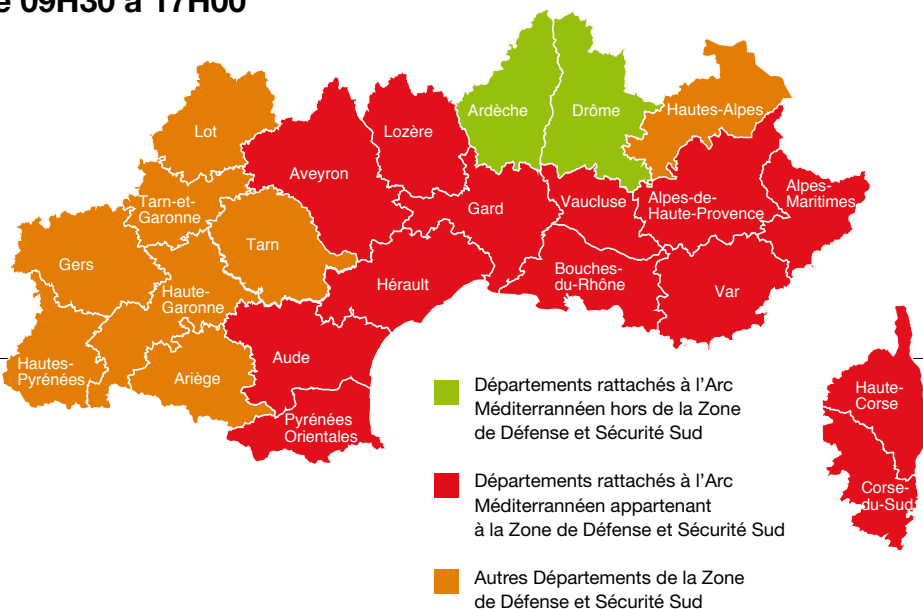 e 09H30 à 17H00
Ardèche
Drôme
Hautes-Alpes
Lot
Lozère
Aveyron
Tarn-et-
Garonne
Gard
Vaucluse
Alpes-de-
Haute-Provence
Alpes-
Maritimes
Tarn
Gers
Haute-
Garonne
Hérault
Bouches-
du-Rhône
Var
Hautes-
Pyrénées
Ariège
Aude
Pyrénées
Orientales
Haute-
Corse
Corse-
du-Sud
Départements rattachés à l'Arc
Méditerrannéen hors de la Zone
de Défense et Sécurité Sud
Départements rattachés à l'Arc
Méditerrannéen appartenant
à la Zone de Défense et Sécurité Sud
Autres Départements de la Zone
de Défense et Sécurité Sud